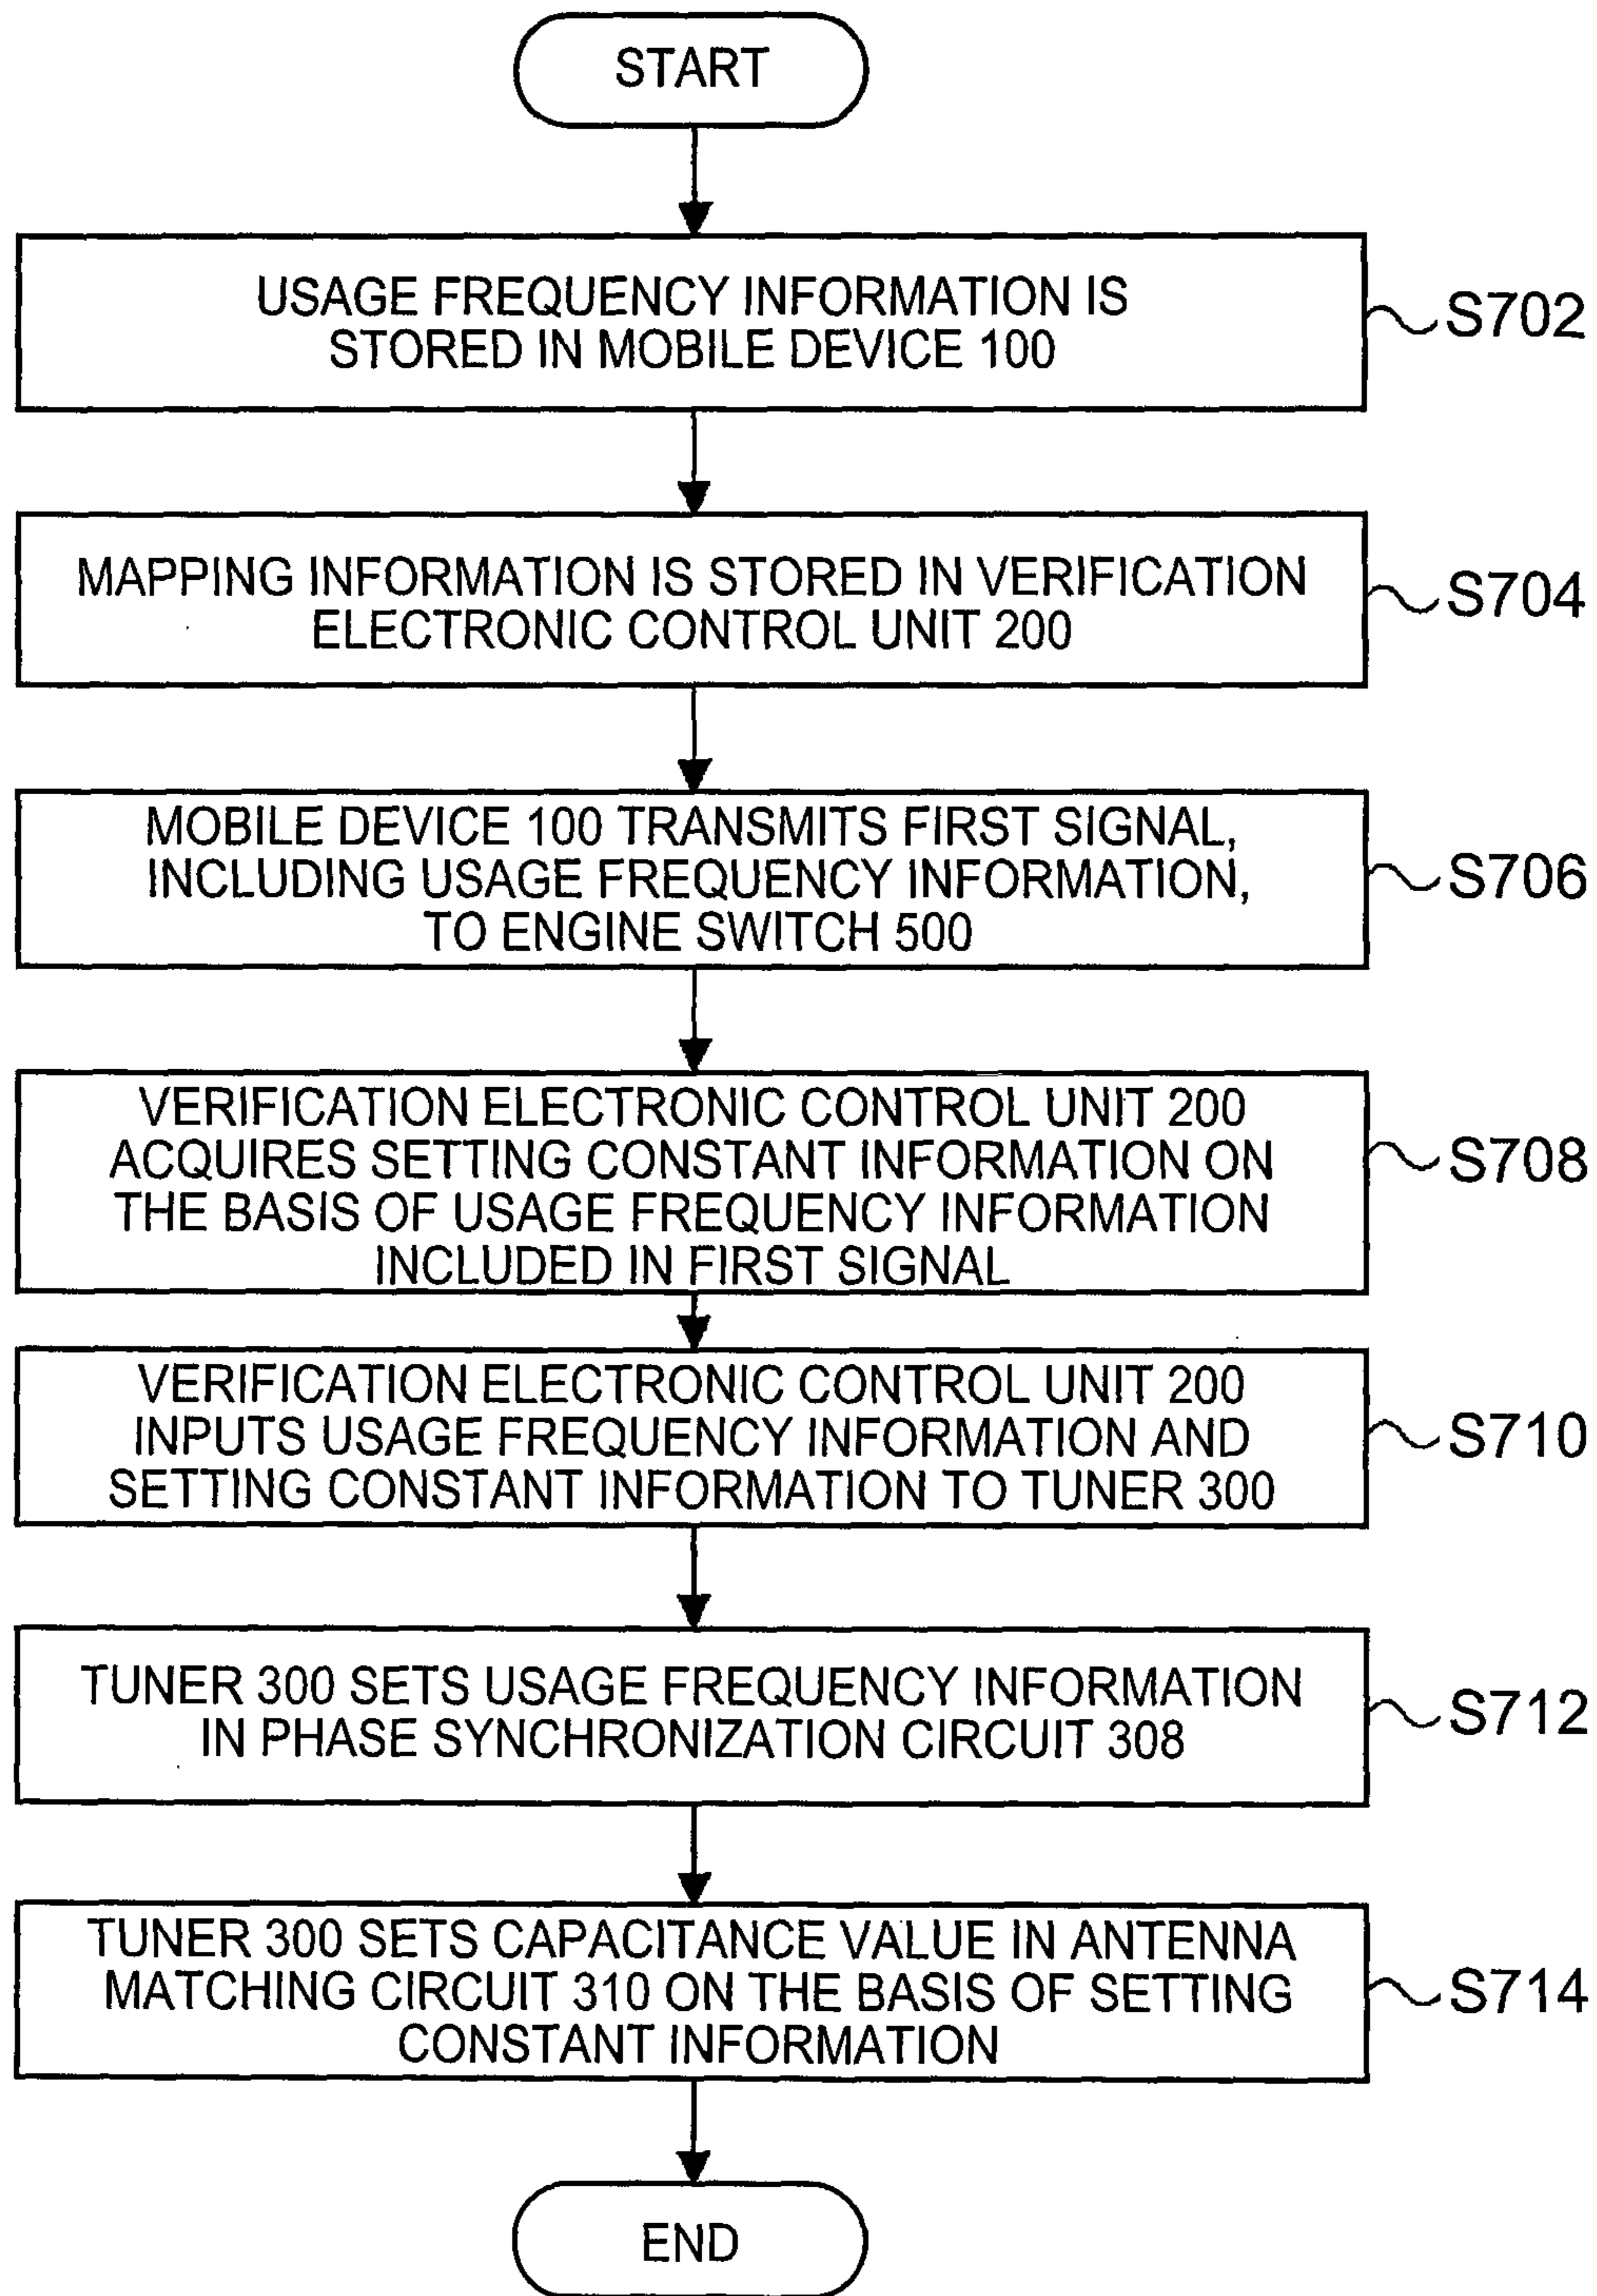 START
USAGE FREQUENCY INFORMATION IS
STORED IN MOBILE DEVICE 100
S702
MAPPING INFORMATION IS STORED IN VERIFICATION
ELECTRONIC CONTROL UNIT 200
S704
MOBILE DEVICE 100 TRANSMITS FIRST SIGNAL,
INCLUDING USAGE FREQUENCY INFORMATION,
TO ENGINE SWITCH 500
S706
VERIFICATION ELECTRONIC CONTROL UNIT 200
ACQUIRES SETTING CONSTANT INFORMATION ON
THE BASIS OF USAGE FREQUENCY INFORMATION
INCLUDED IN FIRST SIGNAL
S708
VERIFICATION ELECTRONIC CONTROL UNIT 200
INPUTS USAGE FREQUENCY INFORMATION AND
SETTING CONSTANT INFORMATION TO TUNER 300
S710
TUNER 300 SETS USAGE FREQUENCY INFORMATION
IN PHASE SYNCHRONIZATION CIRCUIT 308
S712
TUNER 300 SETS CAPACITANCE VALUE IN ANTENNA
MATCHING CIRCUIT 310 ON THE BASIS OF SETTING
CONSTANT INFORMATION
S714
END